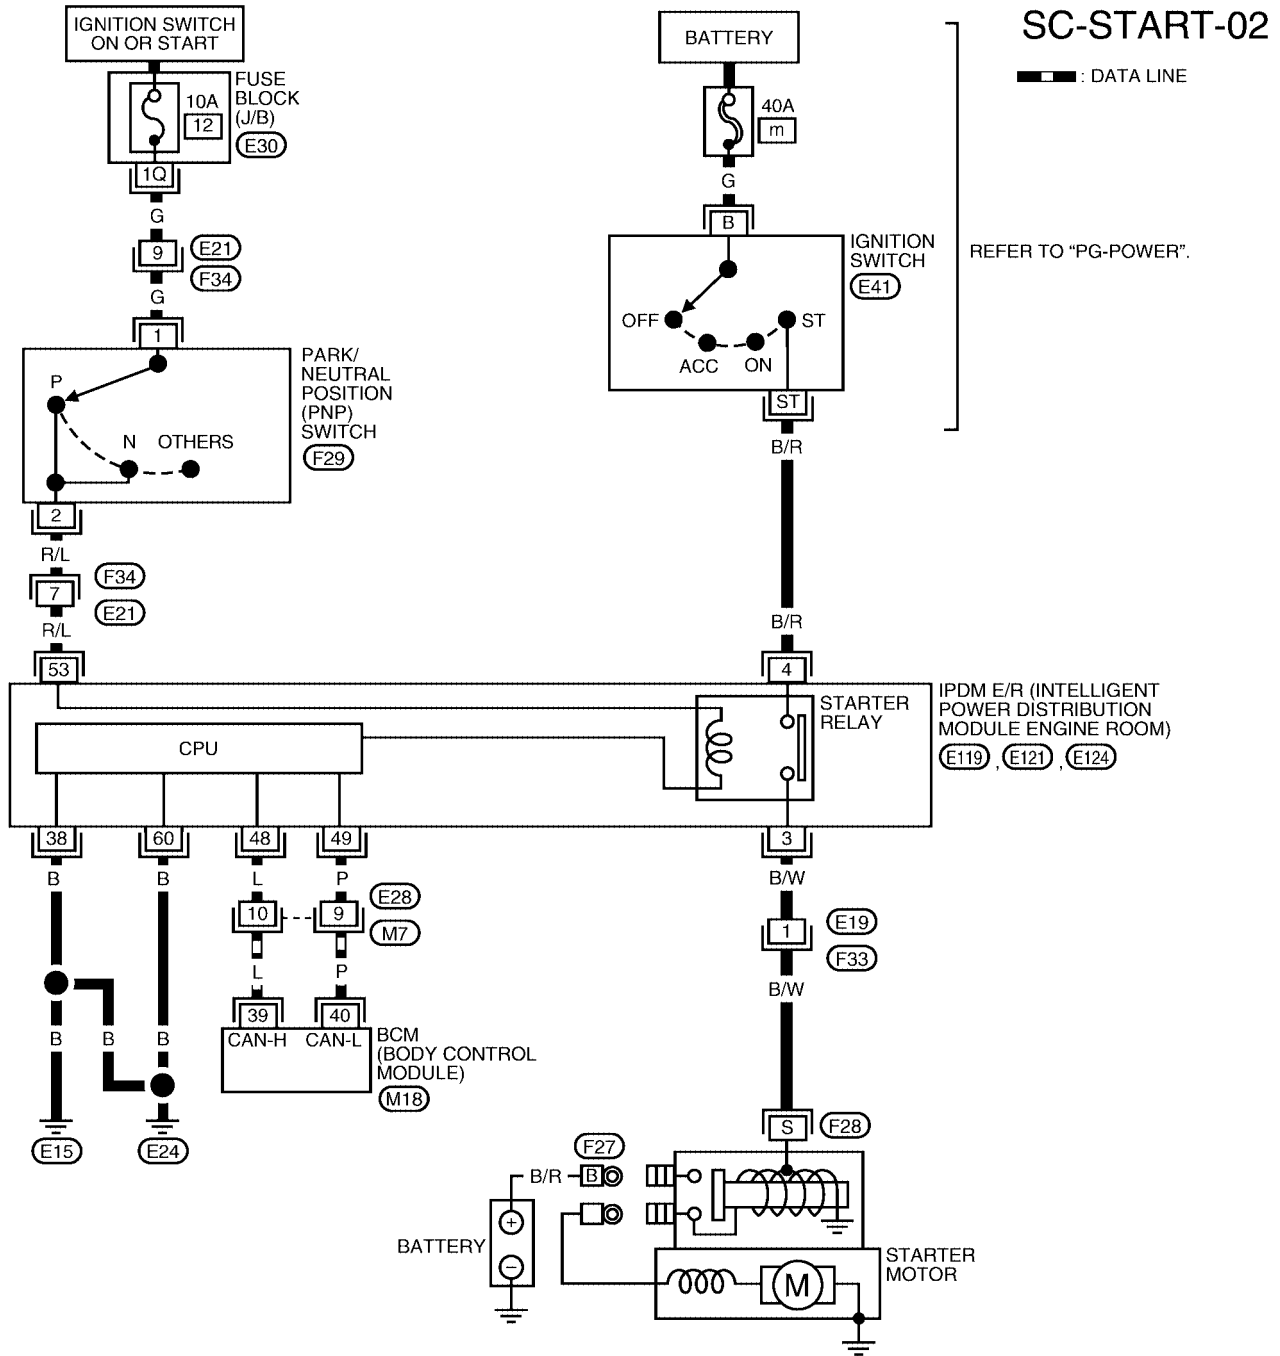 SC-START-02
: DATA LINE
IGNITION SWITCH
ON OR START
FUSE
BLOCK
(J/B)
E30
10A
12
1Q
G
9
E21
F34
G
1
PARK/
NEUTRAL
POSITION
(PNP)
SWITCH
F29
P
N
OTHERS
2
R/L
7
F34
E21
R/L
53
BATTERY
40A
m
G
B
IGNITION
SWITCH
E41
OFF
ACC
ON
ST
ST
B/R
REFER TO “PG-POWER”.
B/R
4
STARTER
RELAY
IPDM E/R (INTELLIGENT
POWER DISTRIBUTION
MODULE ENGINE ROOM)
E119 , E121 , E124
CPU
38
60
48
49
3
B
B
L
P
B/W
10
9
E28
M7
1
E19
F33
L
P
B/W
B
B
B
39
40
CAN-H
CAN-L
BCM
(BODY CONTROL
MODULE)
M18
E15
E24
S
F28
F27
B/R
B
+
−
BATTERY
STARTER
MOTOR
M